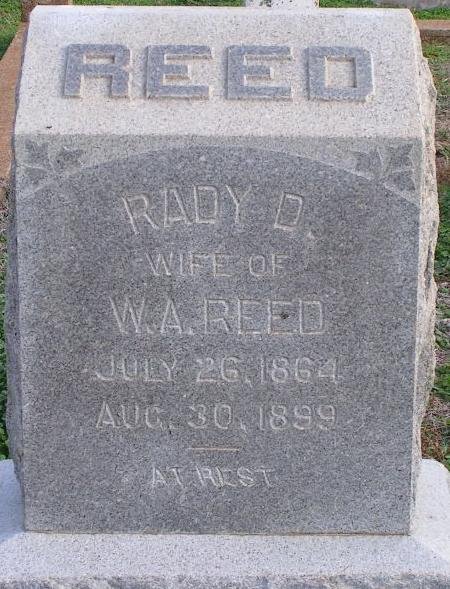 REED
RADY D.
WIFE OF
W.A. REED
JULY 26, 1864
AUG. 30, 1899
AT REST